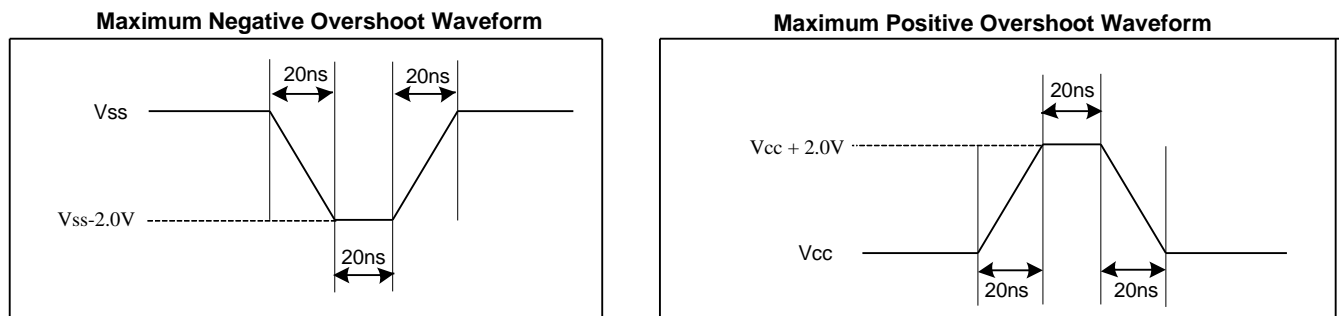 Maximum Negative Overshoot Waveform
20ns
20ns
Vss
Vss-2.0V
20ns
Maximum Positive Overshoot Waveform
20ns
Vcc + 2.0V
Vcc
20ns
20ns